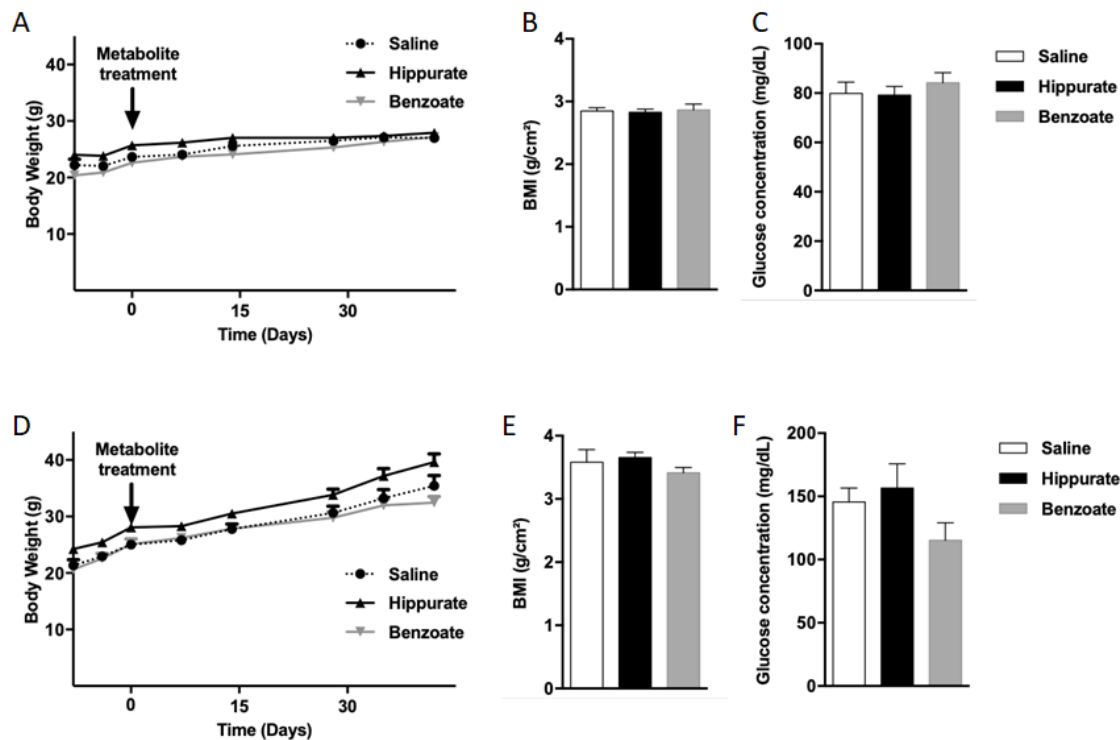 A
B
C
Metabolite
treatment
Saline
Hippurate
Benzoate
Body Weight (g)
40
30
20
10
0
15
30
Time (Days)
BMI (g/cm²)
4
3
2
1
0
Glucose concentration (mg/dL)
100
80
60
40
20
0
Saline
Hippurate
Benzoate
D
E
F
Metabolite
treatment
Body Weight (g)
40
30
20
10
Saline
Hippurate
Benzoate
0
15
30
Time (Days)
BMI (g/cm²)
4
3
2
1
0
Glucose concentration (mg/dL)
200
150
100
50
0
Saline
Hippurate
Benzoate